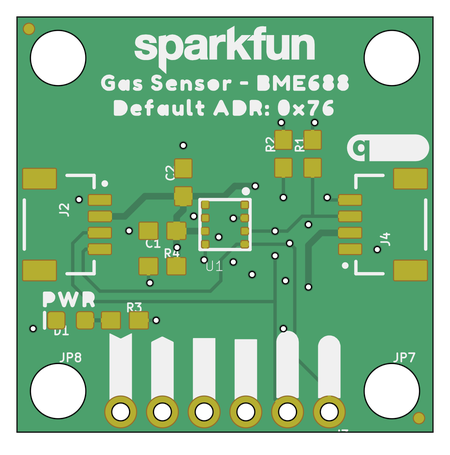 sparkfun
Gas Sensor - BME688
Default ADR: 0x76
R2
R1
q
C2
J2
C1
R4
U1
J4
PWR
R3
D1
JP8
JP7